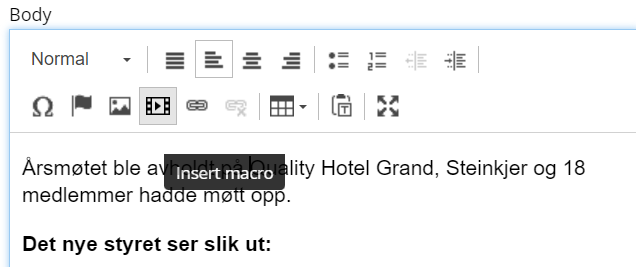 Body
Normal
Årsmøtet ble avholdt på Quality Hotel Grand, Steinkjer og 18
Insert macro
medlemmer hadde møtt opp.
Det nye styret ser slik ut: